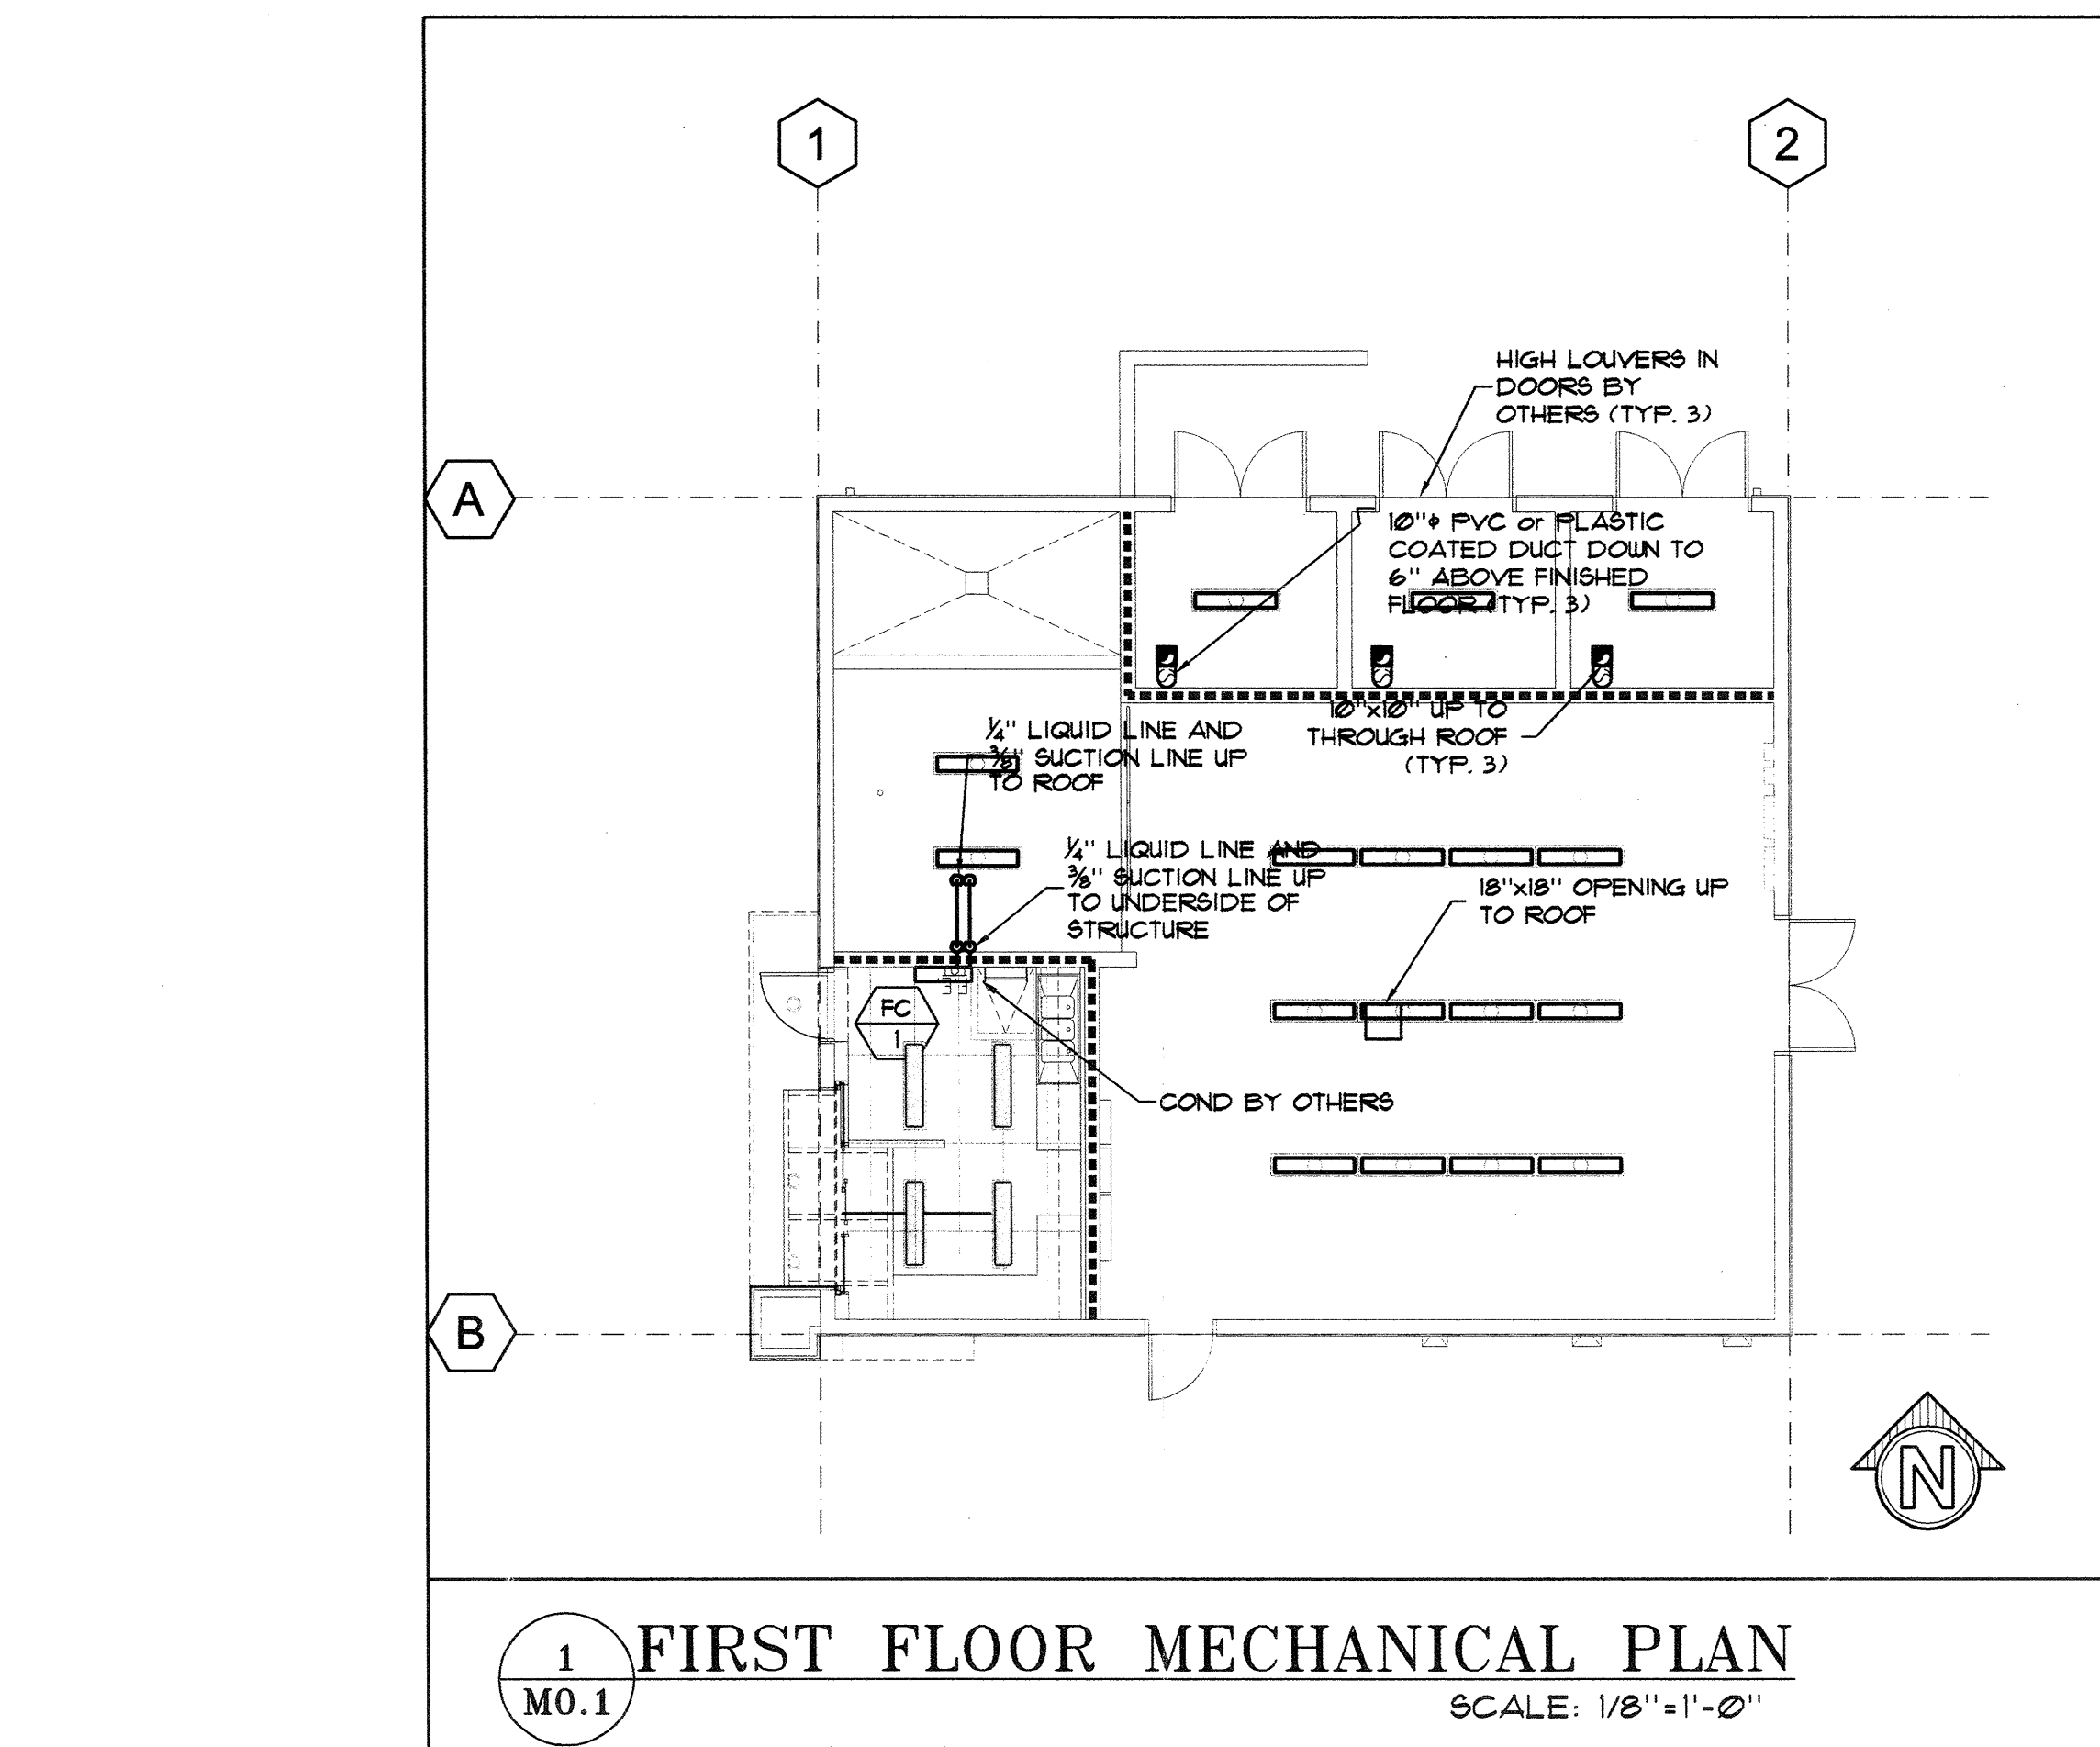 1
2
HIGH LOUVERS IN
DOORS BY
OTHERS (TYP. 3)
A
10"ϕ PVC or PLASTIC
COATED DUCT DOWN TO
6" ABOVE FINISHED
FLOOR (TYP. 3)
10"x10" UP TO
THROUGH ROOF
(TYP. 3)
1/4" LIQUID LINE AND
3/8" SUCTION LINE UP
TO ROOF
1/4" LIQUID LINE AND
3/8" SUCTION LINE UP
TO UNDERSIDE OF
STRUCTURE
18"x18" OPENING UP
TO ROOF
FC
1
COND BY OTHERS
B
N
1
M0.1
FIRST FLOOR MECHANICAL PLAN
SCALE: 1/8"=1'-0"